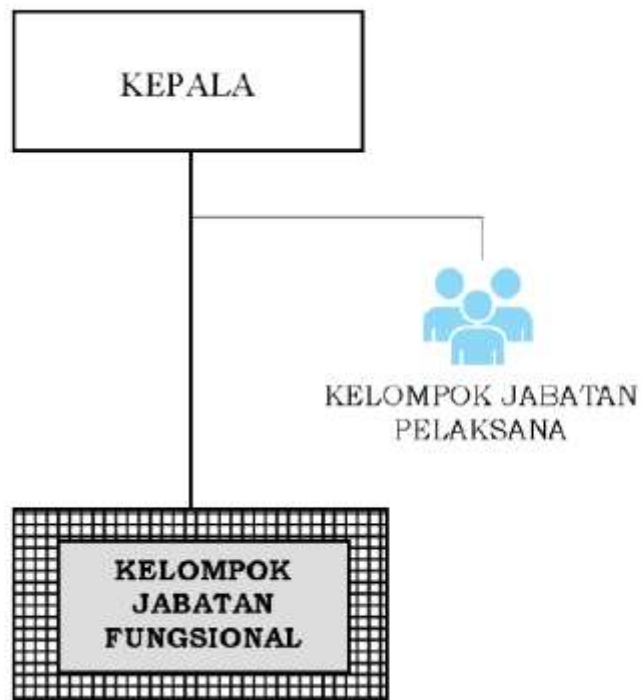 KEPALA
KELOMPOK JABATAN
PELAKSANA
KELOMPOK
JABATAN
FUNGSIONAL